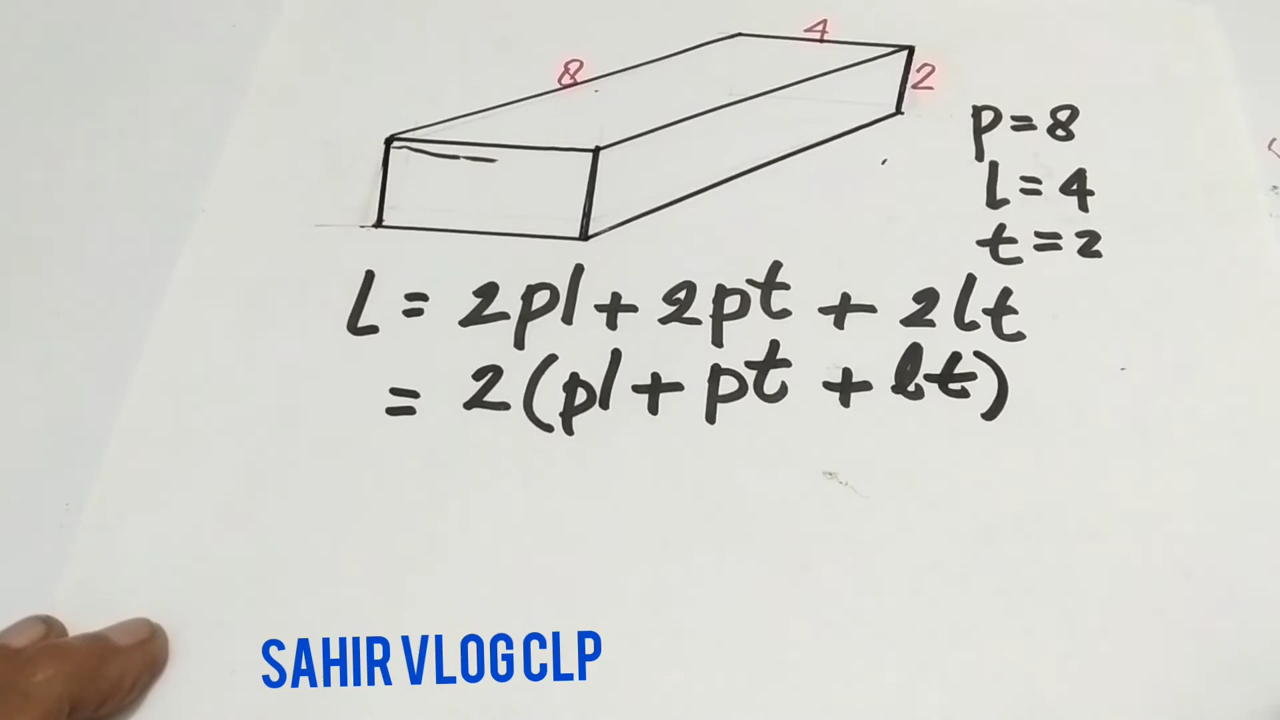 4
8
2
p=8
l=4
t=2
L = 2pl + 2pt + 2lt
= 2(pl + pt + lt)
SAHIR VLOG CLP